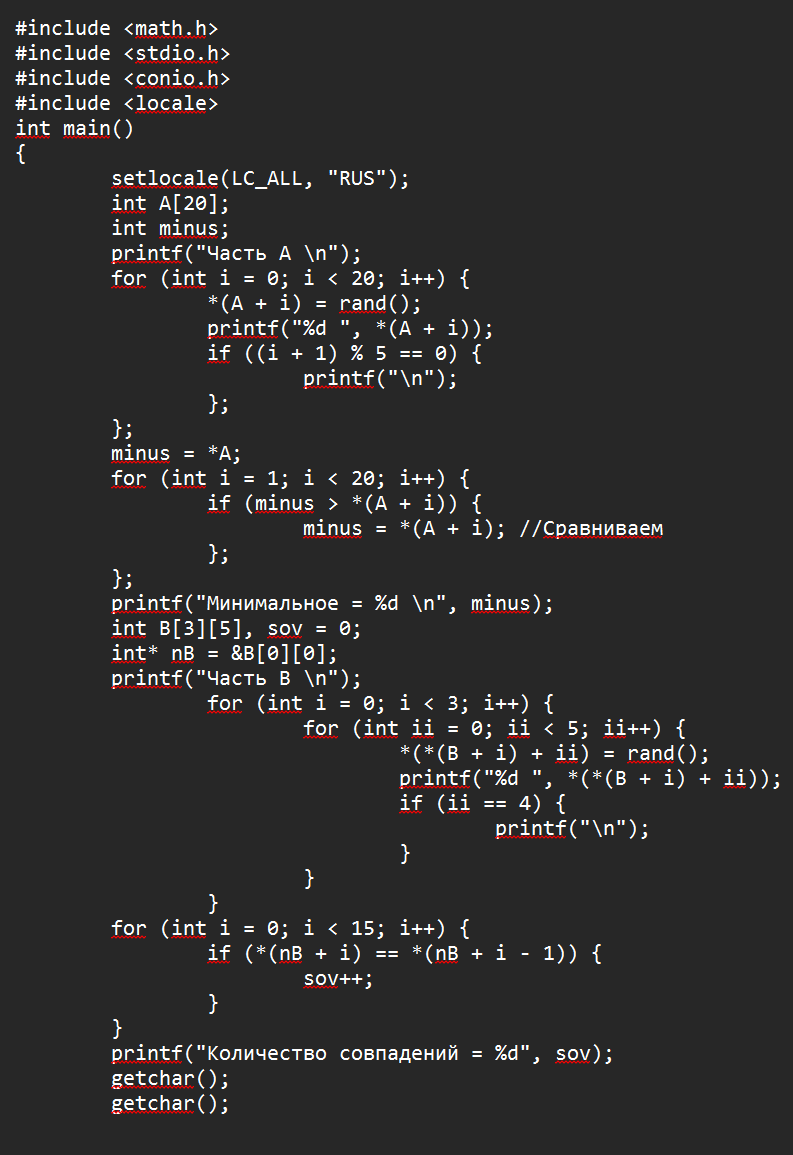 #include <math.h>
#include <stdio.h>
#include <conio.h>
#include <locale>
int main()
{
	setlocale(LC_ALL, "RUS");
	int A[20];
	int minus;
	printf("Часть А \n");
	for (int i = 0; i < 20; i++) {
		*(A + i) = rand();
		printf("%d ", *(A + i));
		if ((i + 1) % 5 == 0) {
			printf("\n");
		};
	};
	minus = *A;
	for (int i = 1; i < 20; i++) {
		if (minus > *(A + i)) {
			minus = *(A + i); //Сравниваем
		};
	};
	printf("Минимальное = %d \n", minus);
	int B[3][5], sov = 0;
	int* nB = &B[0][0];
	printf("Часть В \n");
		for (int i = 0; i < 3; i++) {
			for (int ii = 0; ii < 5; ii++) {
				*(*(B + i) + ii) = rand();
				printf("%d ", *(*(B + i) + ii));
				if (ii == 4) {
					printf("\n");
				}
			}
		}
	for (int i = 0; i < 15; i++) {
		if (*(nB + i) == *(nB + i - 1)) {
			sov++;
		}
	}
	printf("Количество совпадений = %d", sov);
	getchar();
	getchar();